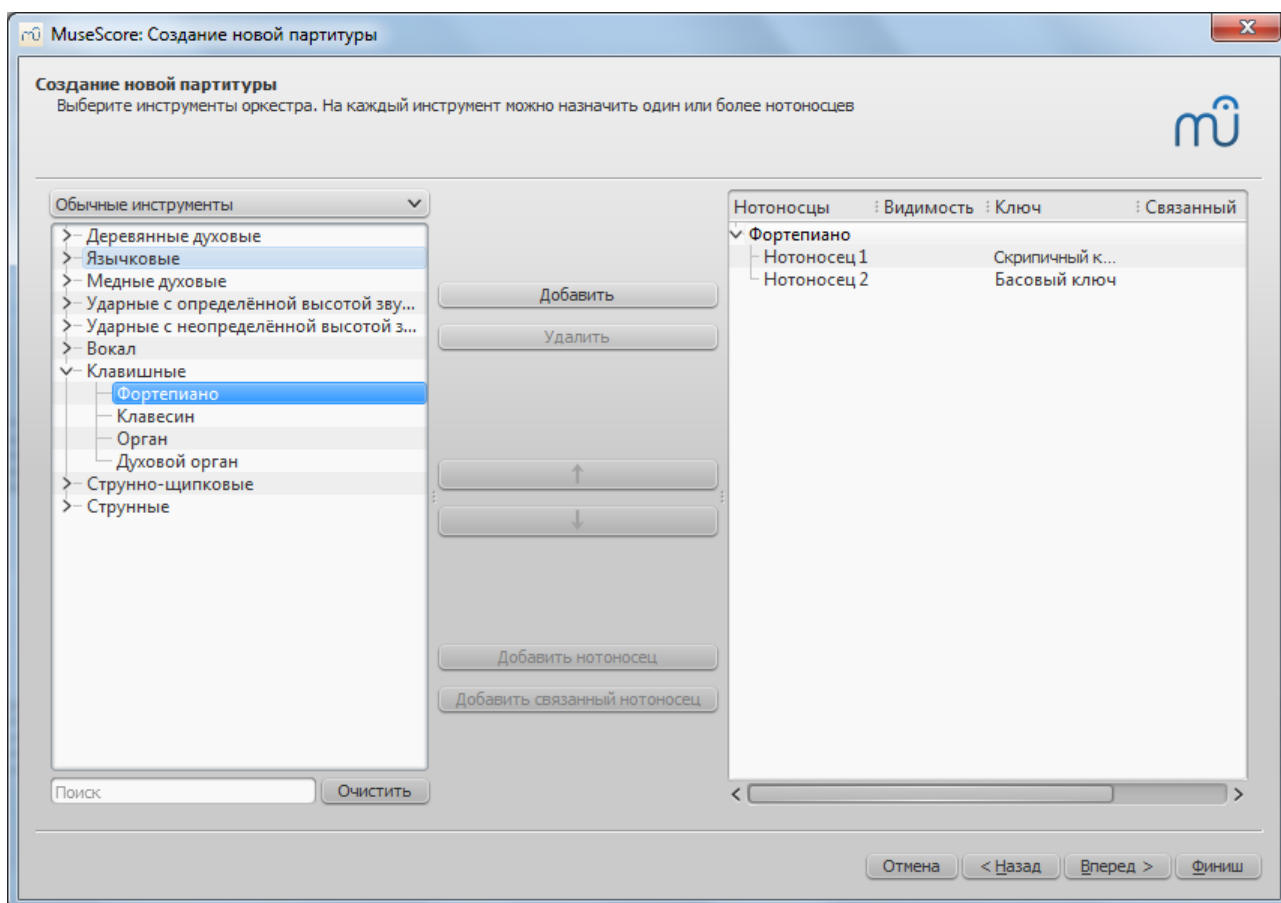 MuseScore: Создание новой партитуры
Создание новой партитуры
Выберите инструменты оркестра. На каждый инструмент можно назначить один или более нотоносцев
Обычные инструменты
Деревянные духовые
Язычковые
Медные духовые
Ударные с определённой высотой зву...
Ударные с неопределённой высотой з...
Вокал
Клавишные
Фортепиано
Клавесин
Орган
Духовой орган
Струнно-щипковые
Струнные
Поиск
Очистить
Добавить
Удалить
Добавить нотоносец
Добавить связанный нотоносец
Нотоносцы Видимость Ключ Связанный
Фортепиано
Нотоносец 1 Скрипичный к...
Нотоносец 2 Басовый ключ
Отмена < Назад Вперед > Финиш